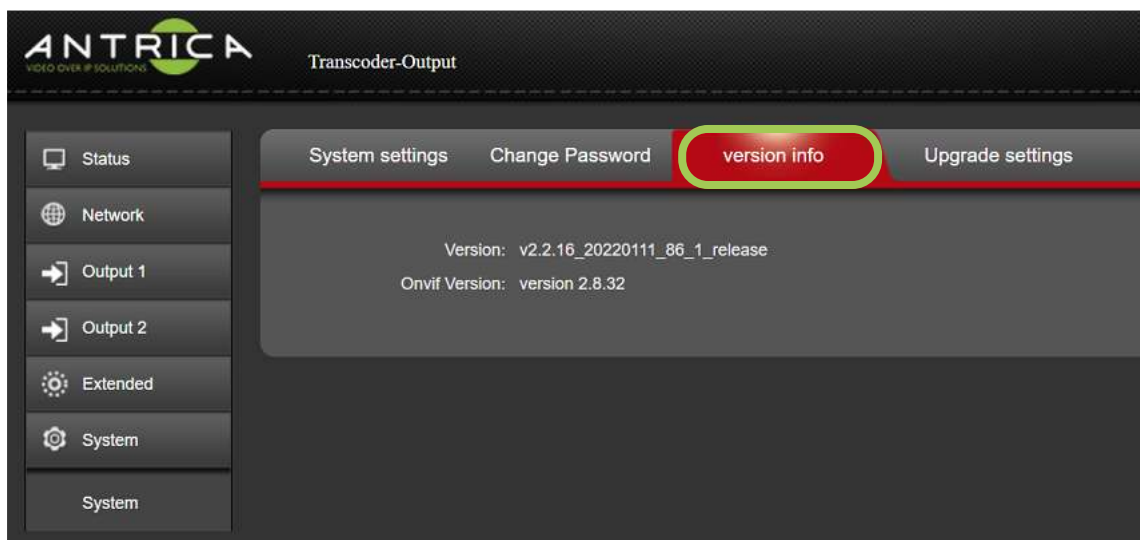 ANTRICA
VIDEO OVER IP SOLUTIONS
Transcoder-Output
Status
Network
Output 1
Output 2
Extended
System
System
System settings Change Password version info Upgrade settings
Version: v2.2.16_20220111_86_1_release
Onvif Version: version 2.8.32